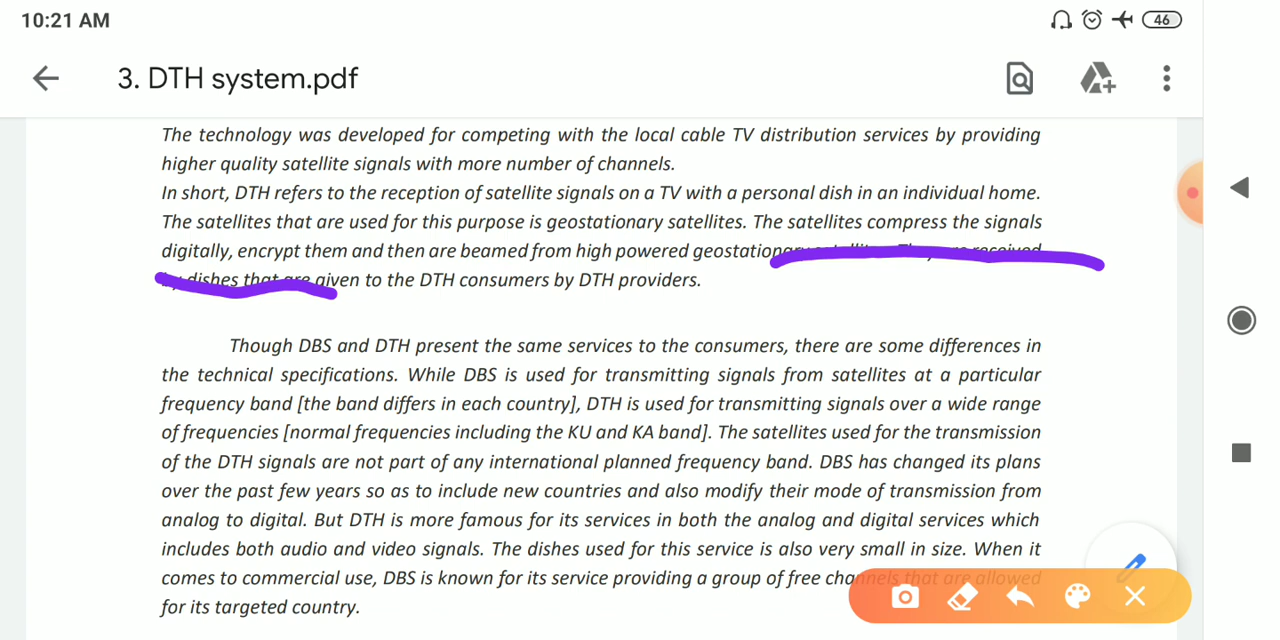 10:21 AM
46
3. DTH system.pdf
The technology was developed for competing with the local cable TV distribution services by providing
higher quality satellite signals with more number of channels.
In short, DTH refers to the reception of satellite signals on a TV with a personal dish in an individual home.
The satellites that are used for this purpose is geostationary satellites. The satellites compress the signals
digitally, encrypt them and then are beamed from high powered geostationary satellites. They are received
by dishes that are given to the DTH consumers by DTH providers.
Though DBS and DTH present the same services to the consumers, there are some differences in
the technical specifications. While DBS is used for transmitting signals from satellites at a particular
frequency band [the band differs in each country], DTH is used for transmitting signals over a wide range
of frequencies [normal frequencies including the KU and KA band]. The satellites used for the transmission
of the DTH signals are not part of any international planned frequency band. DBS has changed its plans
over the past few years so as to include new countries and also modify their mode of transmission from
analog to digital. But DTH is more famous for its services in both the analog and digital services which
includes both audio and video signals. The dishes used for this service is also very small in size. When it
comes to commercial use, DBS is known for its service providing a group of free channels that are allowed
for its targeted country.